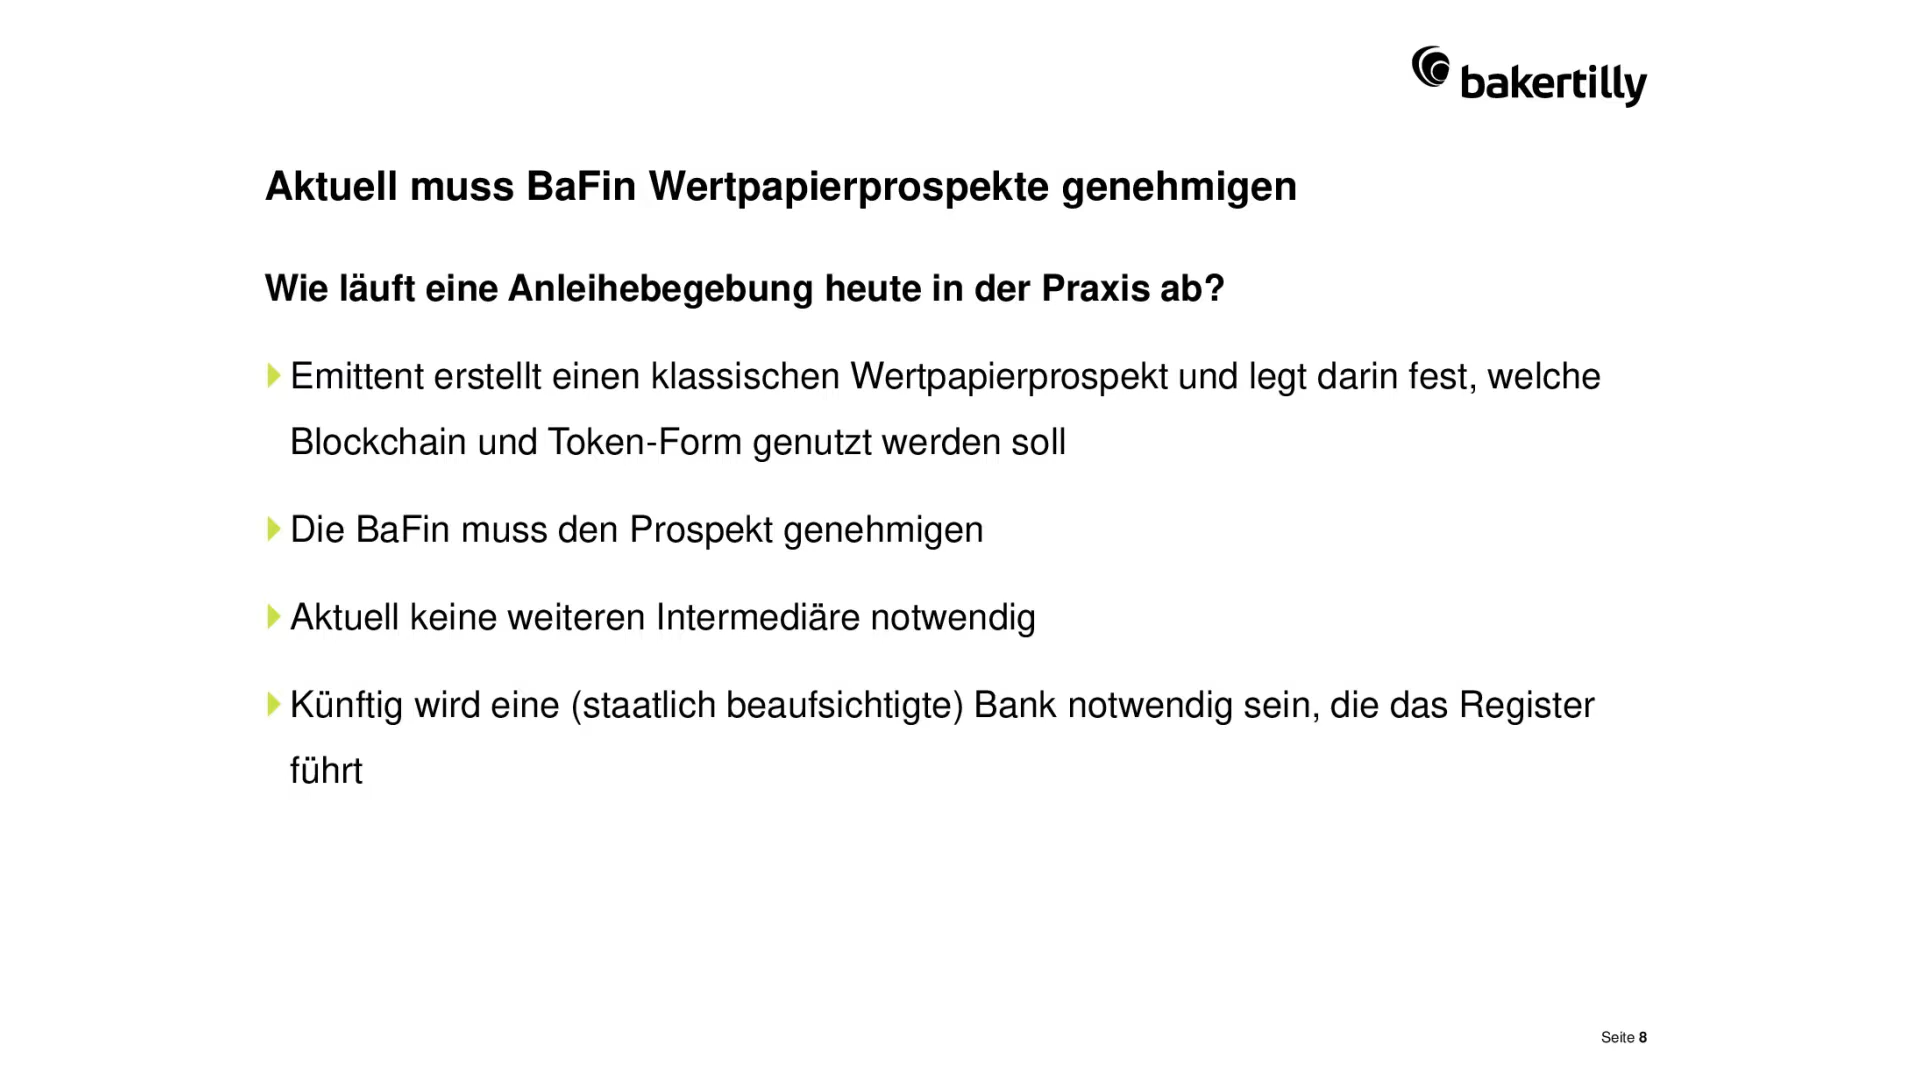 bakertilly
Aktuell muss BaFin Wertpapierprospekte genehmigen
Wie läuft eine Anleihebegebung heute in der Praxis ab?
Emittent erstellt einen klassischen Wertpapierprospekt und legt darin fest, welche
Blockchain und Token-Form genutzt werden soll
Die BaFin muss den Prospekt genehmigen
Aktuell keine weiteren Intermediäre notwendig
Künftig wird eine (staatlich beaufsichtigte) Bank notwendig sein, die das Register
führt
Seite 8